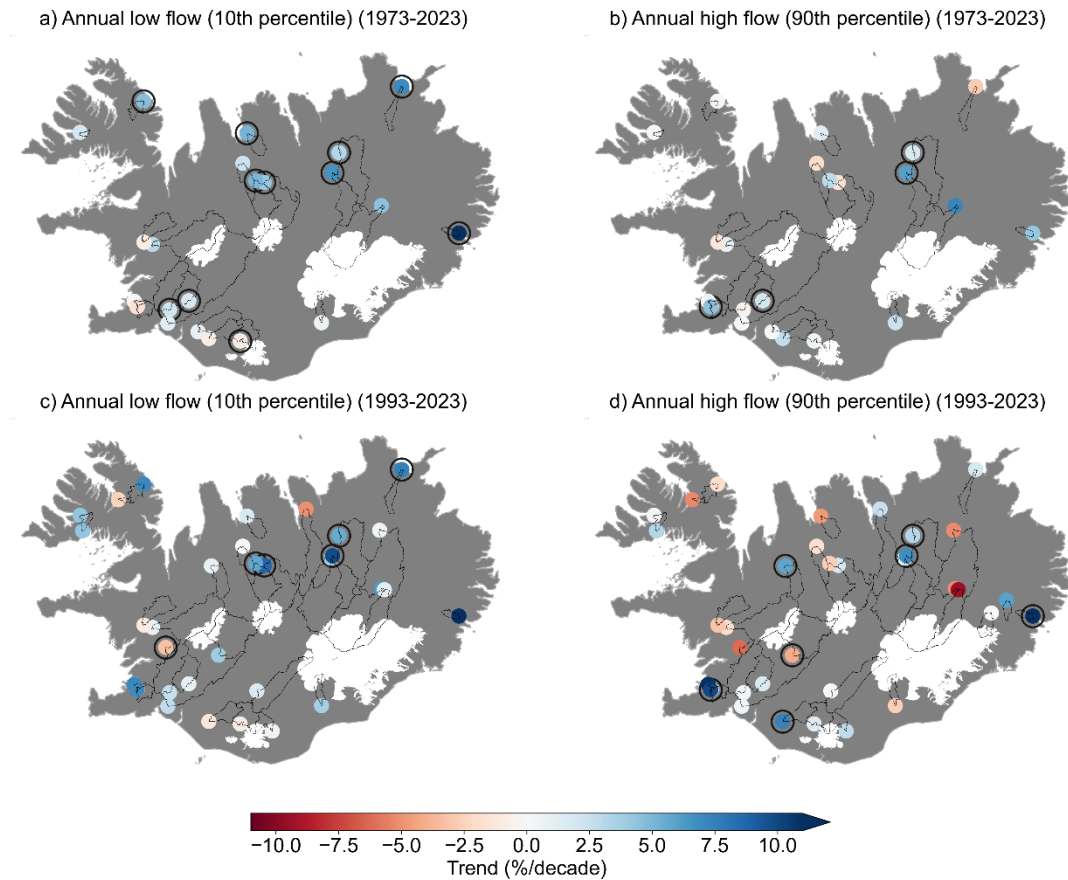 a) Annual low flow (10th percentile) (1973-2023)
b) Annual high flow (90th percentile) (1973-2023)
c) Annual low flow (10th percentile) (1993-2023)
d) Annual high flow (90th percentile) (1993-2023)
−10.0 −7.5 −5.0 −2.5 0.0 2.5 5.0 7.5 10.0
Trend (%/decade)